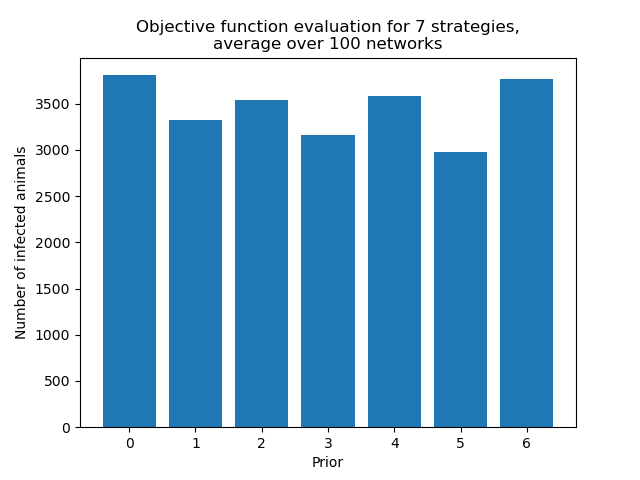 Objective function evaluation for 7 strategies,
average over 100 networks
Number of infected animals
3500
3000
2500
2000
1500
1000
500
0
0 1 2 3 4 5 6
Prior